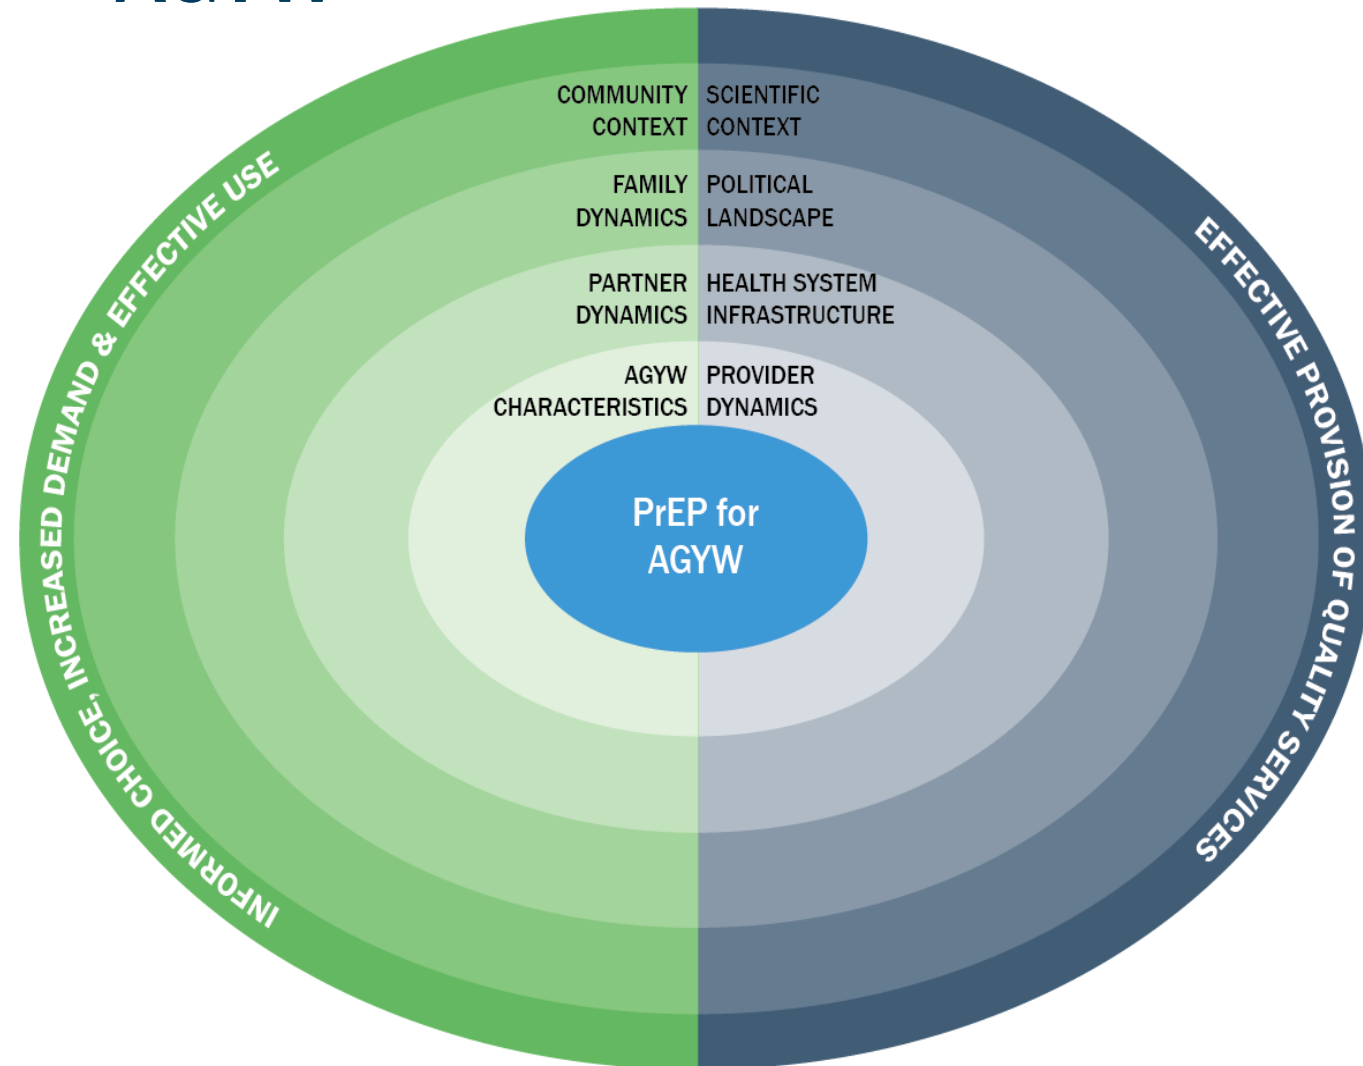 AGYW
COMMUNITY
CONTEXT
SCIENTIFIC
CONTEXT
FAMILY
DYNAMICS
POLITICAL
LANDSCAPE
PARTNER
DYNAMICS
HEALTH SYSTEM
INFRASTRUCTURE
AGYW
CHARACTERISTICS
PROVIDER
DYNAMICS
PrEP for
AGYW
INFORMED CHOICE, INCREASED DEMAND & EFFECTIVE USE
EFFECTIVE PROVISION OF QUALITY SERVICES